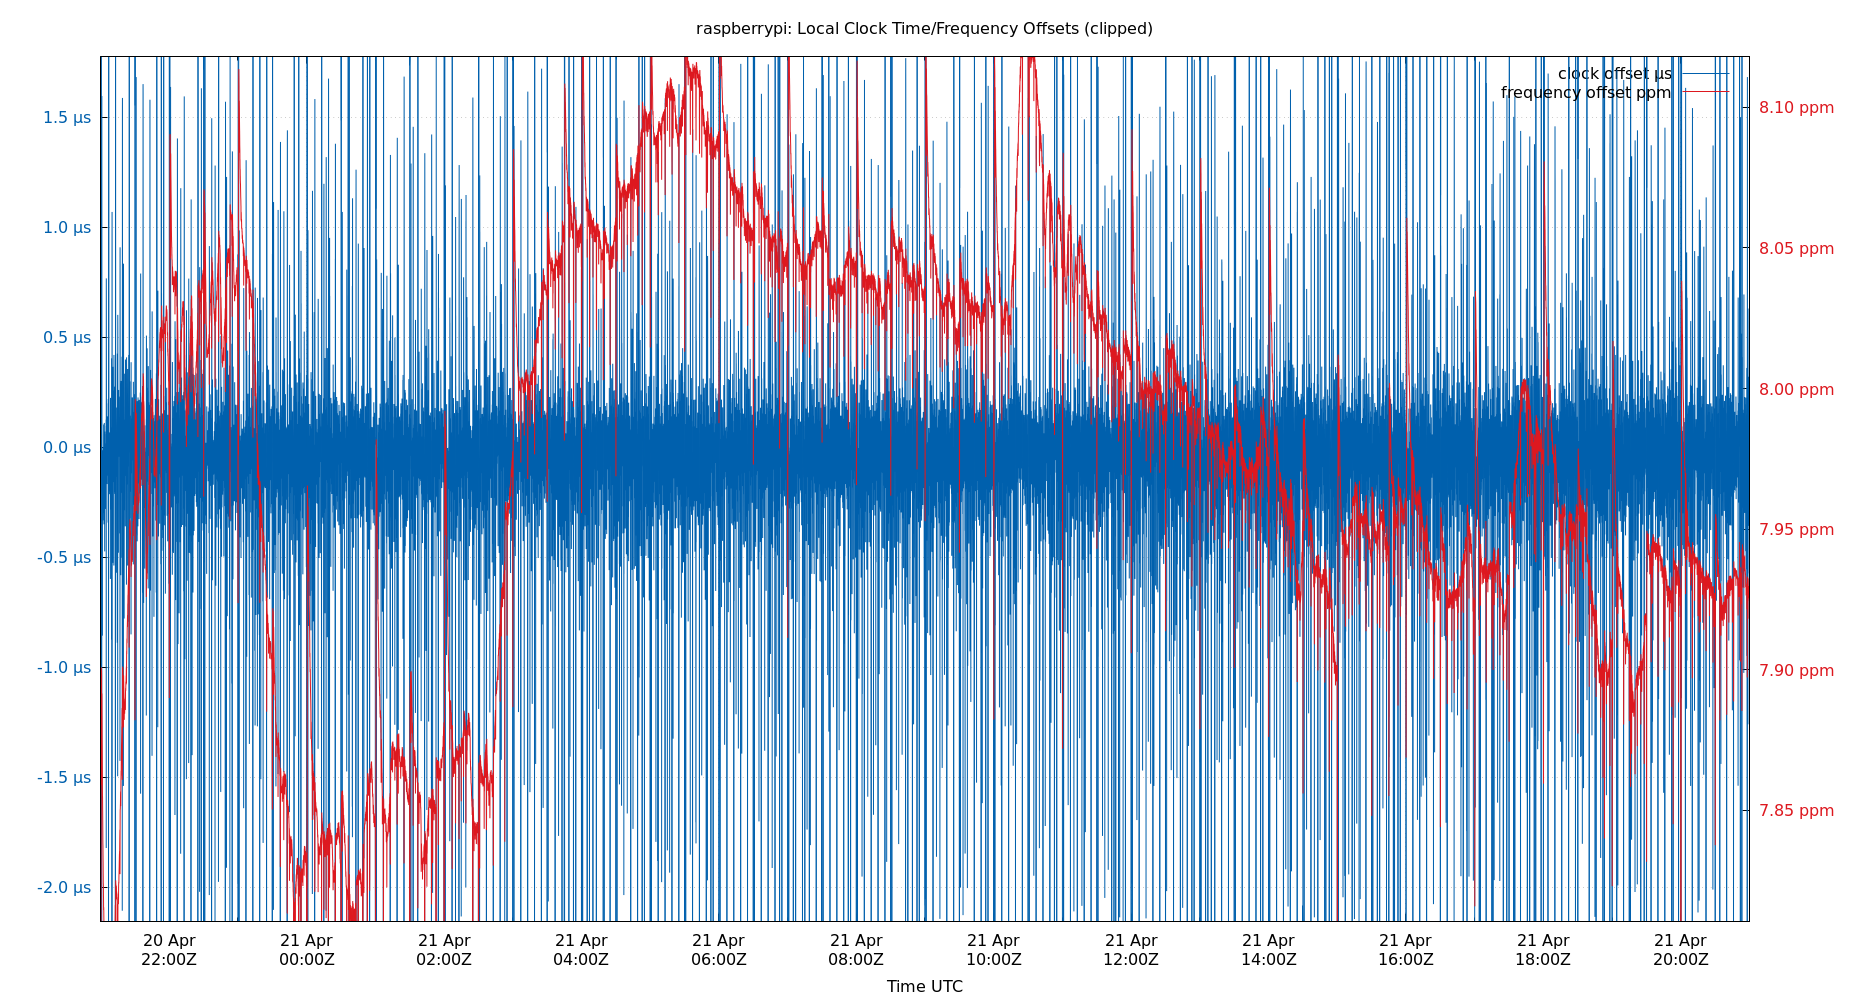 raspberrypi: Local Clock Time/Frequency Offsets (clipped)
clock offset µs
frequency offset ppm
1.5 µs
1.0 µs
0.5 µs
0.0 µs
-0.5 µs
-1.0 µs
-1.5 µs
-2.0 µs
8.10 ppm
8.05 ppm
8.00 ppm
7.95 ppm
7.90 ppm
7.85 ppm
20 Apr 21 Apr 21 Apr 21 Apr 21 Apr 21 Apr 21 Apr 21 Apr 21 Apr 21 Apr 21 Apr 21 Apr
22:00Z 00:00Z 02:00Z 04:00Z 06:00Z 08:00Z 10:00Z 12:00Z 14:00Z 16:00Z 18:00Z 20:00Z
Time UTC